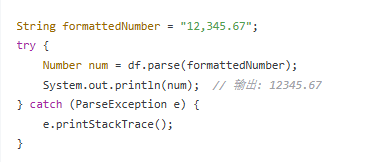 String formattedNumber = "12,345.67";
try {
    Number num = df.parse(formattedNumber);
    System.out.println(num);  // 输出: 12345.67
} catch (ParseException e) {
    e.printStackTrace();
}